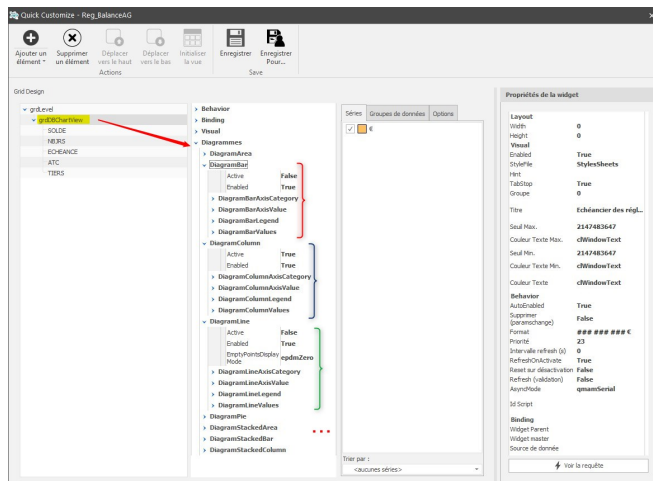 Quick Customize - Reg_BalanceAG
Ajouter un élément
Supprimer un élément
Déplacer vers le haut
Déplacer vers le bas
Initialiser la vue
Enregistrer
Enregistrer Pour...
Actions
Save
Grid Design
grdLevel
grdDBChartView
SOLDE
NBJRS
ECHEANCE
ATC
TIERS
Behavior
Binding
Visual
Diagrammes
DiagramArea
DiagramBar
Active False
Enabled True
DiagramBarAxisCategory
DiagramBarAxisValue
DiagramBarLegend
DiagramBarValues
DiagramColumn
Active True
Enabled True
DiagramColumnAxisCategory
DiagramColumnAxisValue
DiagramColumnLegend
DiagramColumnValues
DiagramLine
Active False
Enabled True
EmptyPointsDisplayMode epdmZero
DiagramLineAxisCategory
DiagramLineAxisValue
DiagramLineLegend
DiagramLineValues
DiagramPie
DiagramStackedArea
DiagramStackedBar
DiagramStackedColumn
Séries Groupes de données Options
€
Trier par :
<aucunes séries>
Propriétés de la widget
Layout
Width 0
Height 0
Visual
Enabled True
StyleFile StylesSheets
Hint
TabStop True
Groupe 0
Titre Echéancier des régl...
Seuil Max. 2147483647
Couleur Texte Max. clWindowText
Seuil Min. 2147483647
Couleur Texte Min. clWindowText
Couleur Texte clWindowText
Behavior
AutoEnabled True
Supprimer (paramschange) False
Format ### ### ### €
Priorité 23
Intervalle refresh (s) 0
RefreshOnActivate True
Reset sur désactivation False
Refresh (validation) False
AsyncMode qmamSerial
Id Script
Binding
Widget Parent
Widget master
Source de donnée
Voir la requête